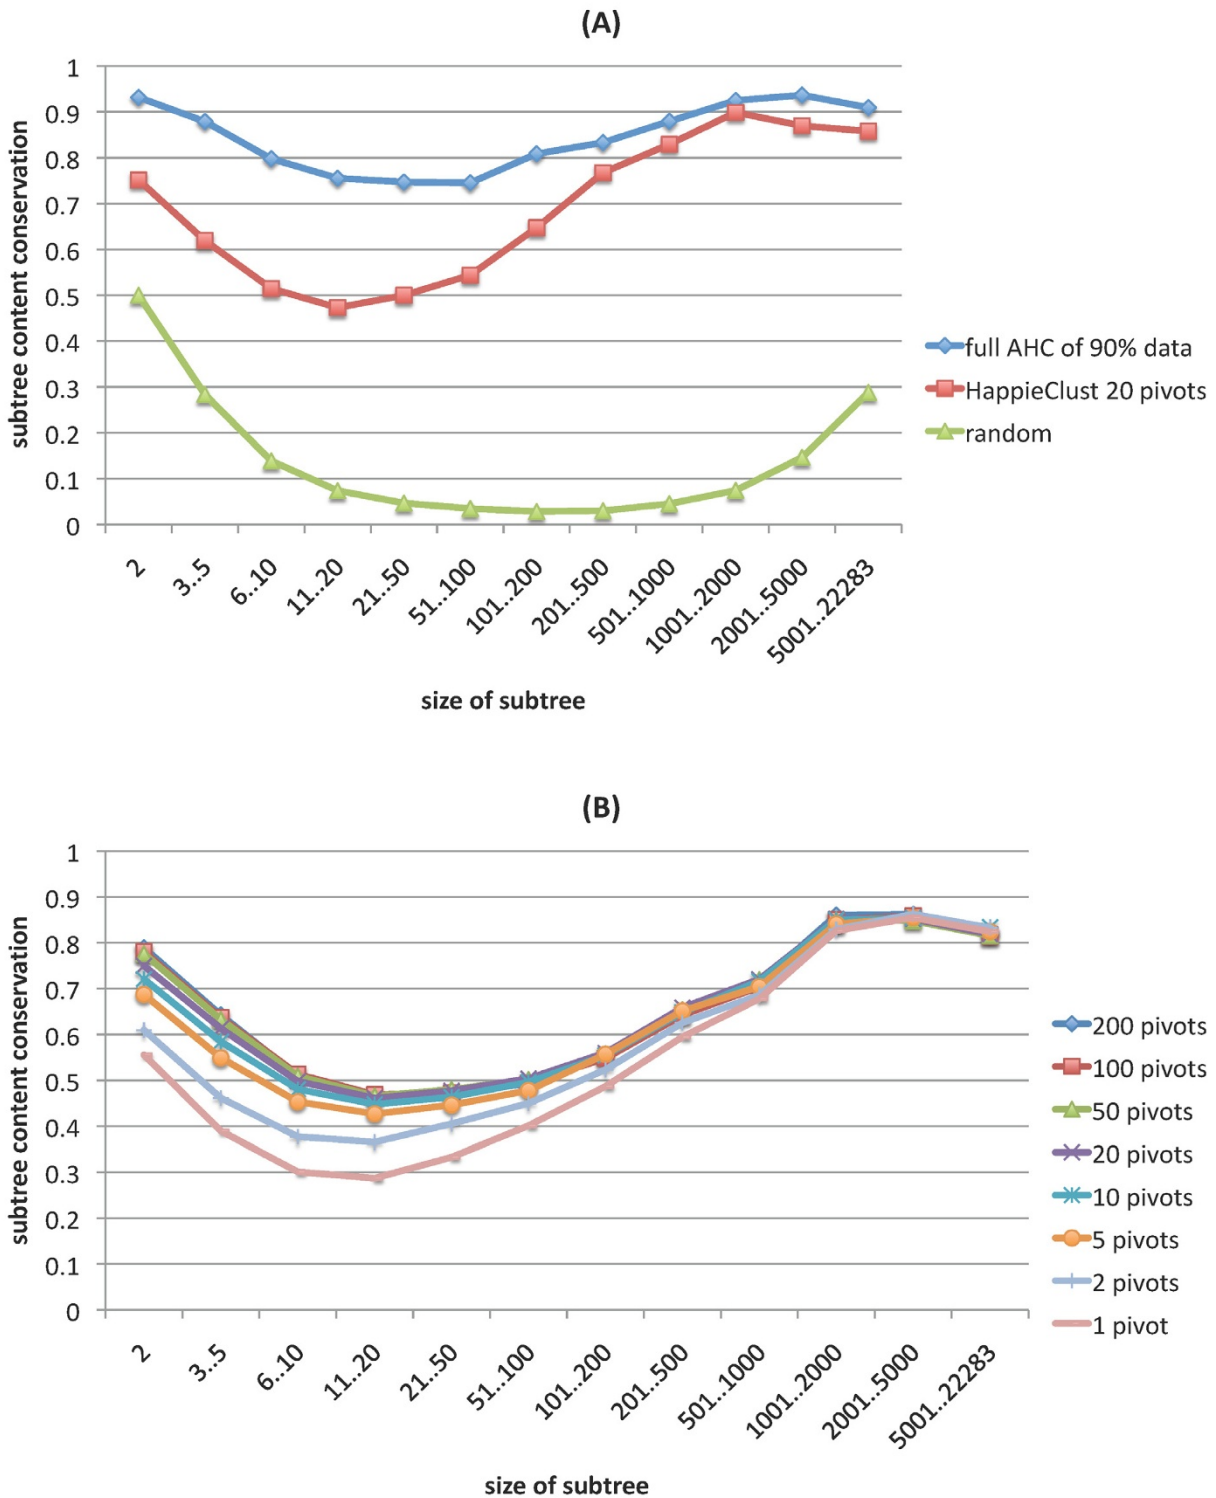 (A)
1
0.9
0.8
0.7
0.6
0.5
0.4
0.3
0.2
0.1
0
subtree content conservation
2
3..5
6..10
11..20
21..50
51..100
101..200
201..500
501..1000
1001..2000
2001..5000
5001..22283
size of subtree
full AHC of 90% data
HappieClust 20 pivots
random
(B)
1
0.9
0.8
0.7
0.6
0.5
0.4
0.3
0.2
0.1
0
subtree content conservation
2
3..5
6..10
11..20
21..50
51..100
101..200
201..500
501..1000
1001..2000
2001..5000
5001..22283
size of subtree
200 pivots
100 pivots
50 pivots
20 pivots
10 pivots
5 pivots
2 pivots
1 pivot